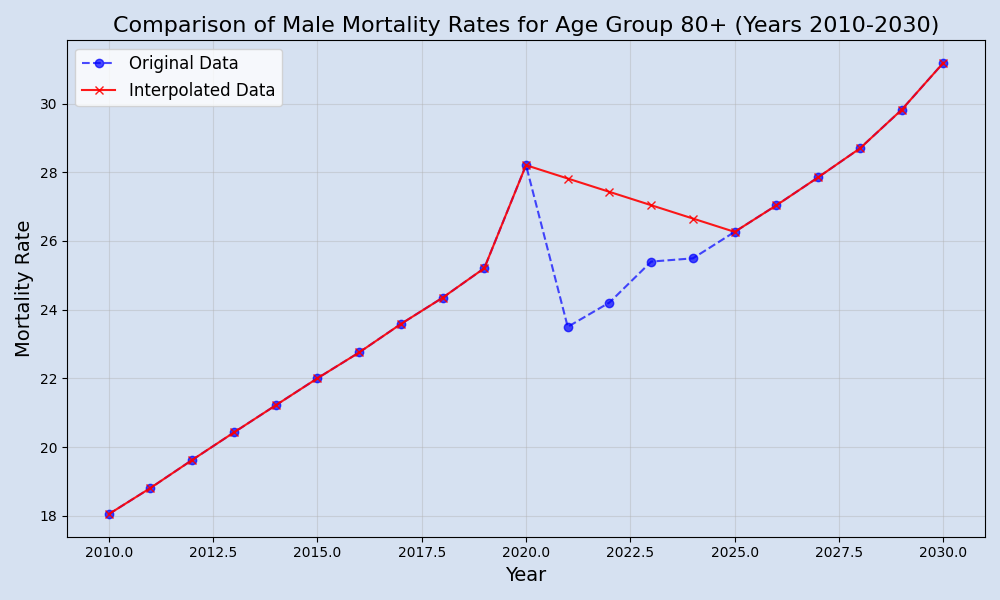 Comparison of Male Mortality Rates for Age Group 80+ (Years 2010-2030)
Original Data
Interpolated Data
Mortality Rate
30
28
26
24
22
20
18
2010.0 2012.5 2015.0 2017.5 2020.0 2022.5 2025.0 2027.5 2030.0
Year